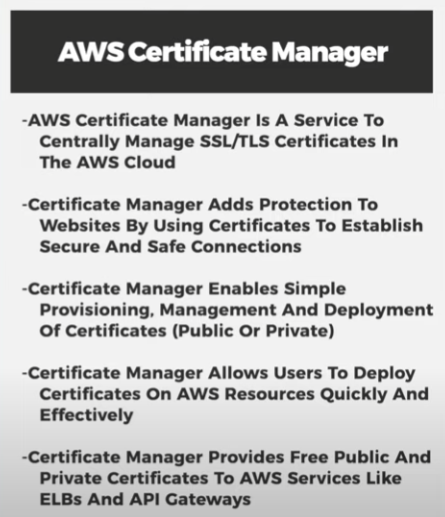 AWS Certificate Manager
-AWS Certificate Manager Is A Service To
Centrally Manage SSL/TLS Certificates In
The AWS Cloud
-Certificate Manager Adds Protection To
Websites By Using Certificates To Establish
Secure And Safe Connections
-Certificate Manager Enables Simple
Provisioning, Management And Deployment
Of Certificates (Public Or Private)
-Certificate Manager Allows Users To Deploy
Certificates On AWS Resources Quickly And
Effectively
-Certificate Manager Provides Free Public And
Private Certificates To AWS Services Like
ELBs And API Gateways